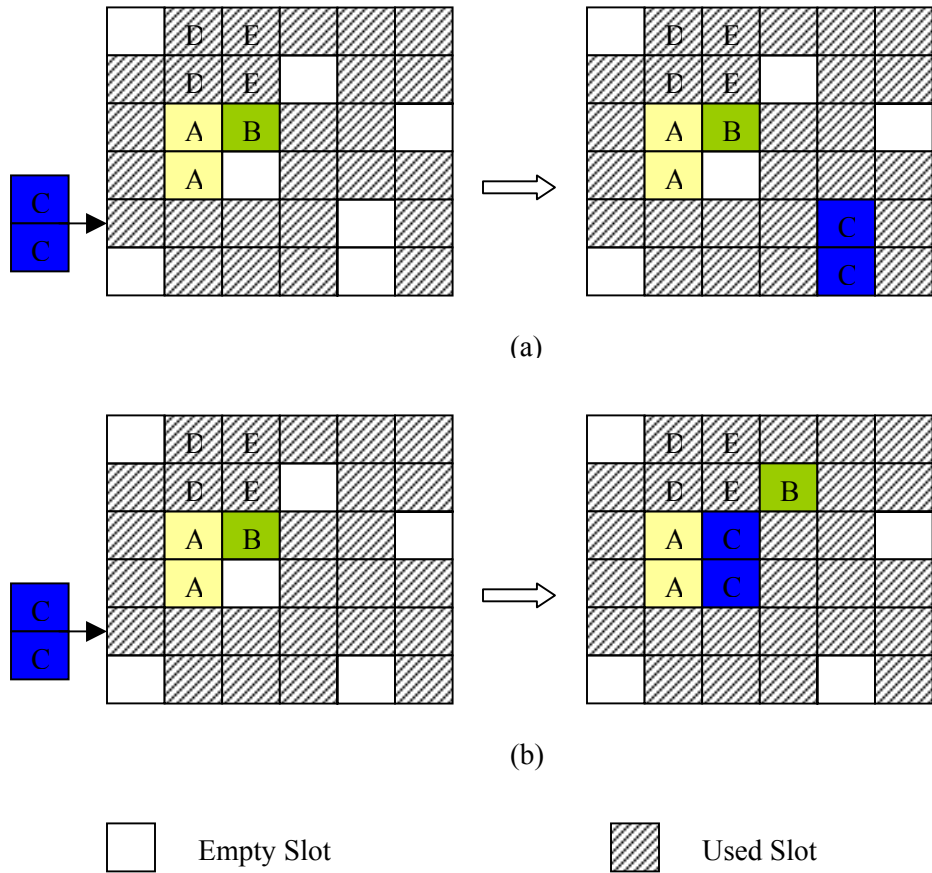 D E D E
D E D E
A B A B
C A A
C C
C
(a)
D E D E
D E D E B
A B A C
C A A C
C
(b)
Empty Slot Used Slot